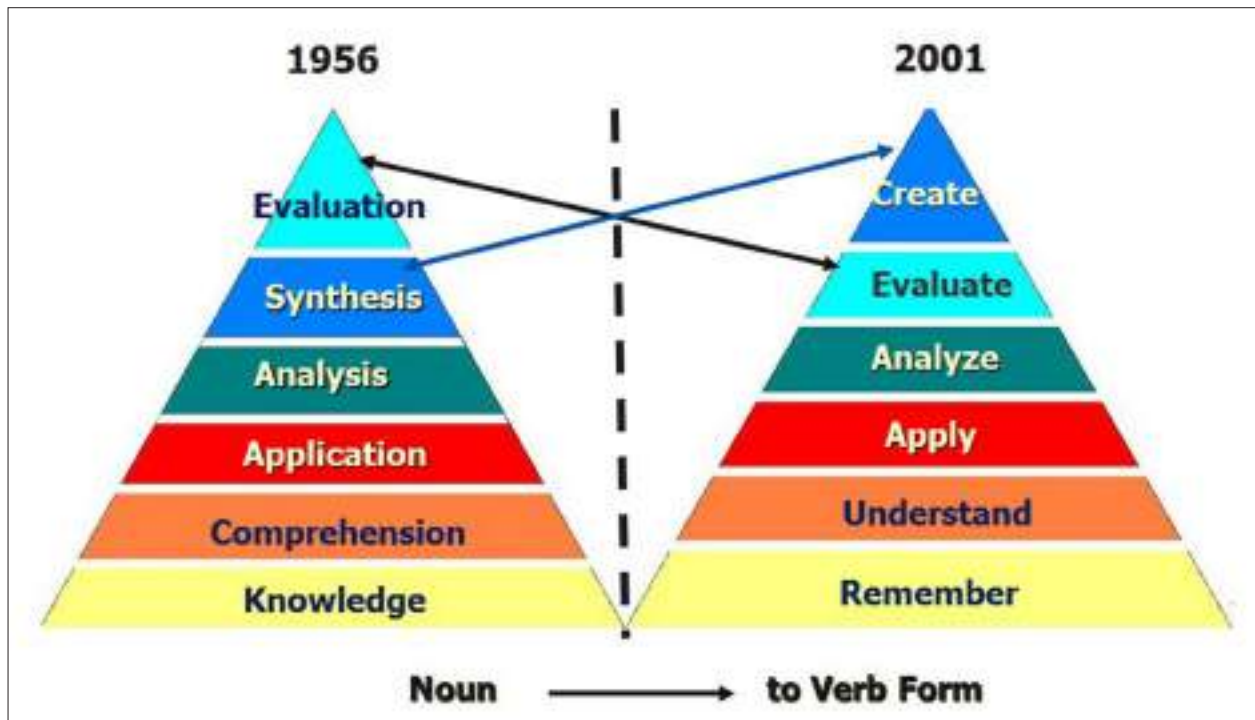 1956
Evaluation
Synthesis
Analysis
Application
Comprehension
Knowledge
2001
Create
Evaluate
Analyze
Apply
Understand
Remember
Noun to Verb Form